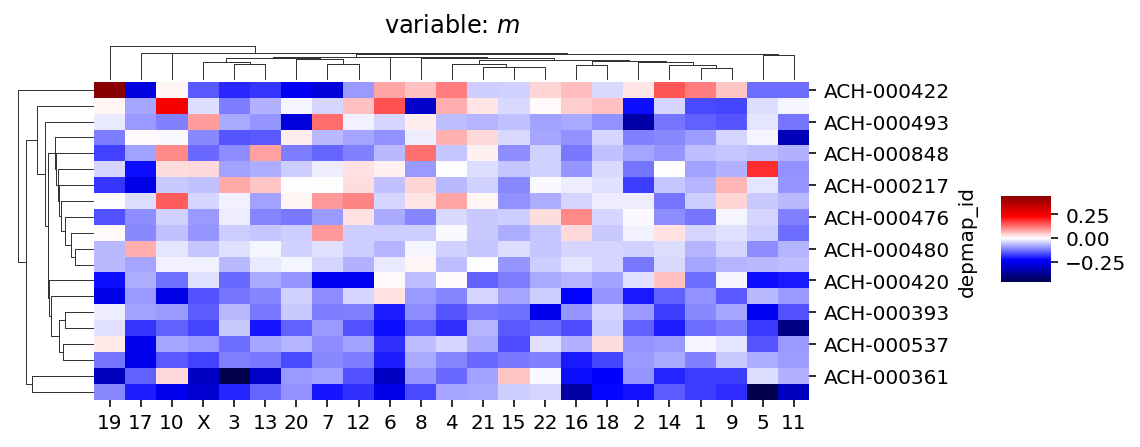 variable: m
ACH-000422
ACH-000493
ACH-000848
ACH-000217
ACH-000476
ACH-000480
ACH-000420
ACH-000393
ACH-000537
ACH-000361
depmap_id
0.25
0.00
−0.25
19 17 10 X 3 13 20 7 12 6 8 4 21 15 22 16 18 2 14 1 9 5 11